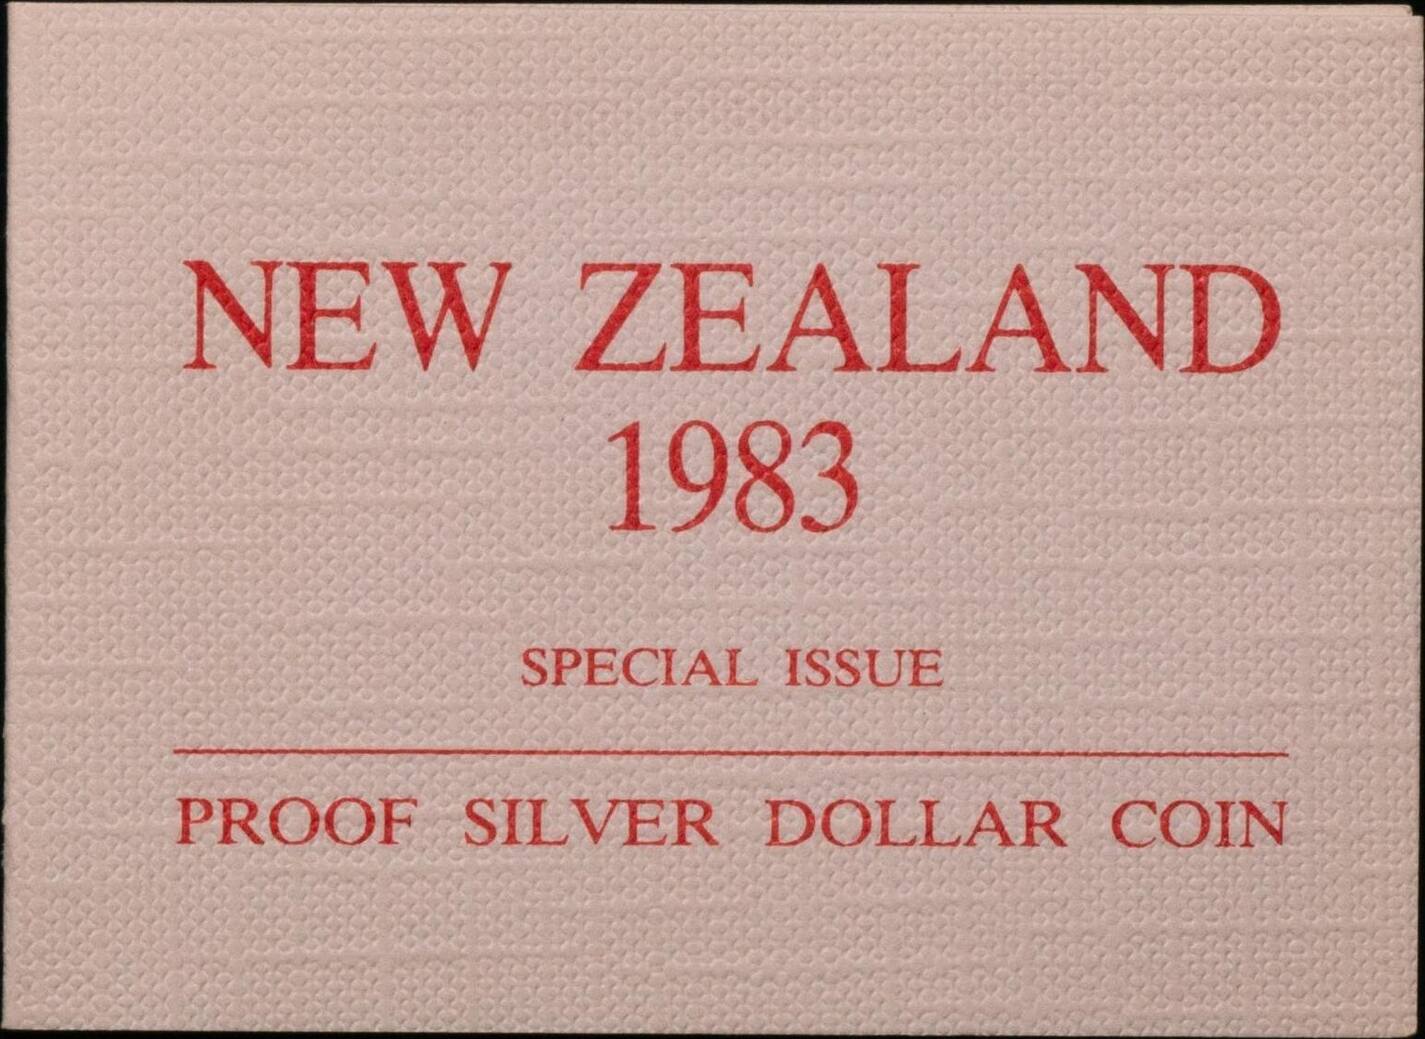 NEW ZEALAND
1983
SPECIAL ISSUE
PROOF SILVER DOLLAR COIN